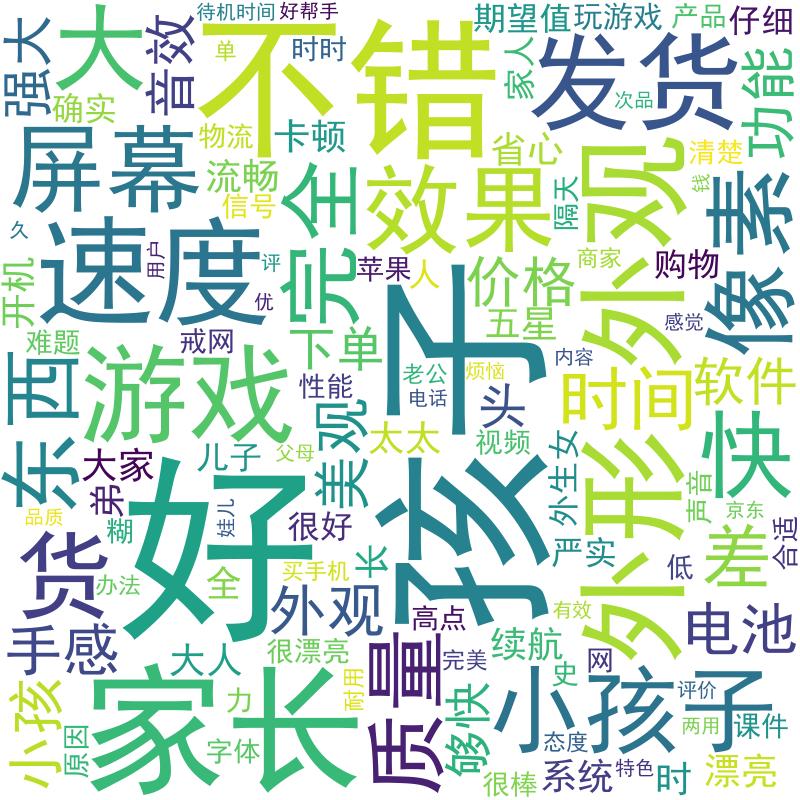 待机时间
好帮手
期望值
玩游戏
产品
仔细
强大
大
音效
单
不错
时时
家人
发货
次品
功能
确实
物流
卡顿
省心
屏幕
流畅
信号
完全
效果
隔天
外形外观
清楚
钱
像素
久
用户
速度
评
优
苹果
人
价格
商家
购物
开机
难题
戒网
下单
五星
感觉
东西
游戏
性能
孩子
老公
电话
烦恼
内容
头
时间
软件
美观
太太
视频
外生女
快
大家
儿子
父母
弟
糊
娃儿
很好
声音
京东
合适
品质
货
办法
好
全
买手机
长
外观
高点
有效
属实
低
差
电池
手感
大人
很漂亮
质量
完美
续航
史
网
小孩
原因
家长
力
字体
耐用
够快
小孩子
评价
态度
两用
课件
很棒
系统
特色
时
漂亮